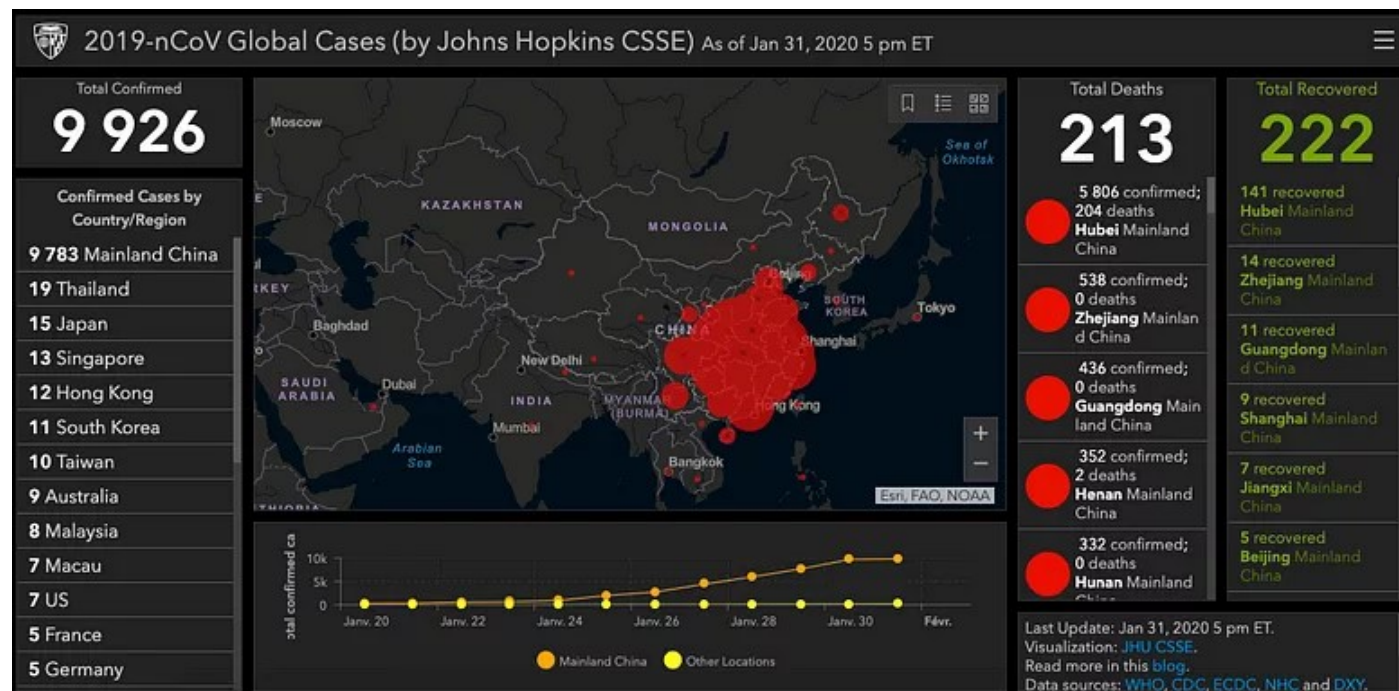 2019-nCoV Global Cases (by Johns Hopkins CSSE) As of Jan 31, 2020 5 pm ET
Total Confirmed
9 926
Confirmed Cases by
Country/Region
9 783 Mainland China
19 Thailand
15 Japan
13 Singapore
12 Hong Kong
11 South Korea
10 Taiwan
9 Australia
8 Malaysia
7 Macau
7 US
5 France
5 Germany
Moscow
Sea of
Okhotsk
KAZAKHSTAN
MONGOLIA
Beijing
SOUTH
KOREA
Tokyo
Baghdad
CHINA
Shanghai
New Delhi
SAUDI
ARABIA
Dubai
INDIA
MYANMAR
(BURMA)
Hong Kong
Mumbai
Arabian
Sea
Bangkok
+
−
Esri, FAO, NOAA
10k
5k
0
Janv. 20
Janv. 22
Janv. 24
Janv. 26
Janv. 28
Janv. 30
Févr.
Mainland China
Other Locations
Total Deaths
213
5 806 confirmed;
204 deaths
Hubei Mainland
China
538 confirmed;
0 deaths
Zhejiang Mainlan
d China
436 confirmed;
0 deaths
Guangdong Main
land China
352 confirmed;
2 deaths
Henan Mainland
China
332 confirmed;
0 deaths
Hunan Mainland
Total Recovered
222
141 recovered
Hubei Mainland
China
14 recovered
Zhejiang Mainland
China
11 recovered
Guangdong Mainlan
d China
9 recovered
Shanghai Mainland
China
7 recovered
Jiangxi Mainland
China
5 recovered
Beijing Mainland
China
Last Update: Jan 31, 2020 5 pm ET.
Visualization: JHU CSSE.
Read more in this blog.
Data sources: WHO, CDC, ECDC, NHC and DXY.